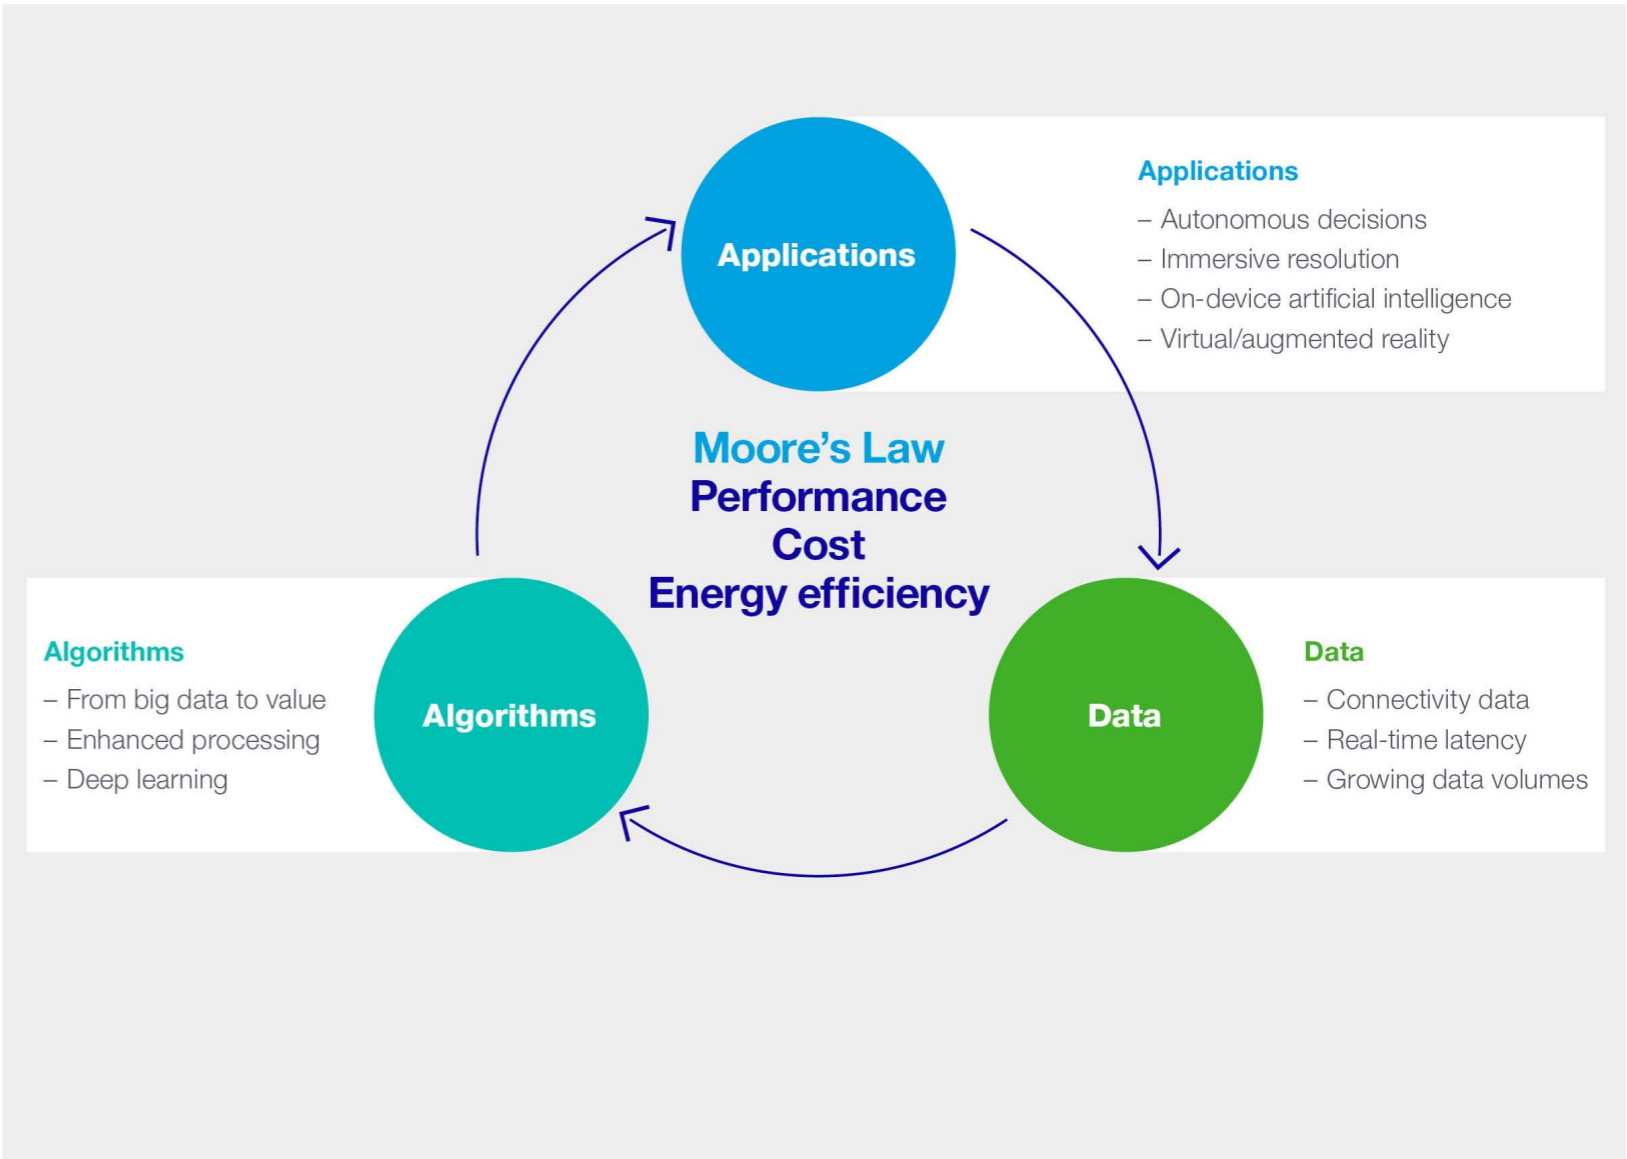 Applications
Applications
– Autonomous decisions
– Immersive resolution
– On-device artificial intelligence
– Virtual/augmented reality
Moore's Law
Performance
Cost
Energy efficiency
Algorithms
– From big data to value
– Enhanced processing
– Deep learning
Algorithms
Data
Data
– Connectivity data
– Real-time latency
– Growing data volumes